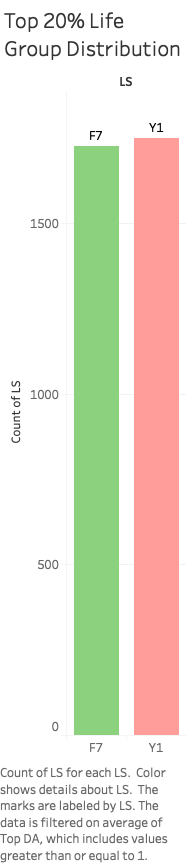 Top 20% Life
Group Distribution
LS
F7
Y1
1500
1000
500
0
Count of LS
F7
Y1
Count of LS for each LS.  Color
shows details about LS.  The
marks are labeled by LS. The
data is filtered on average of
Top DA, which includes values
greater than or equal to 1.